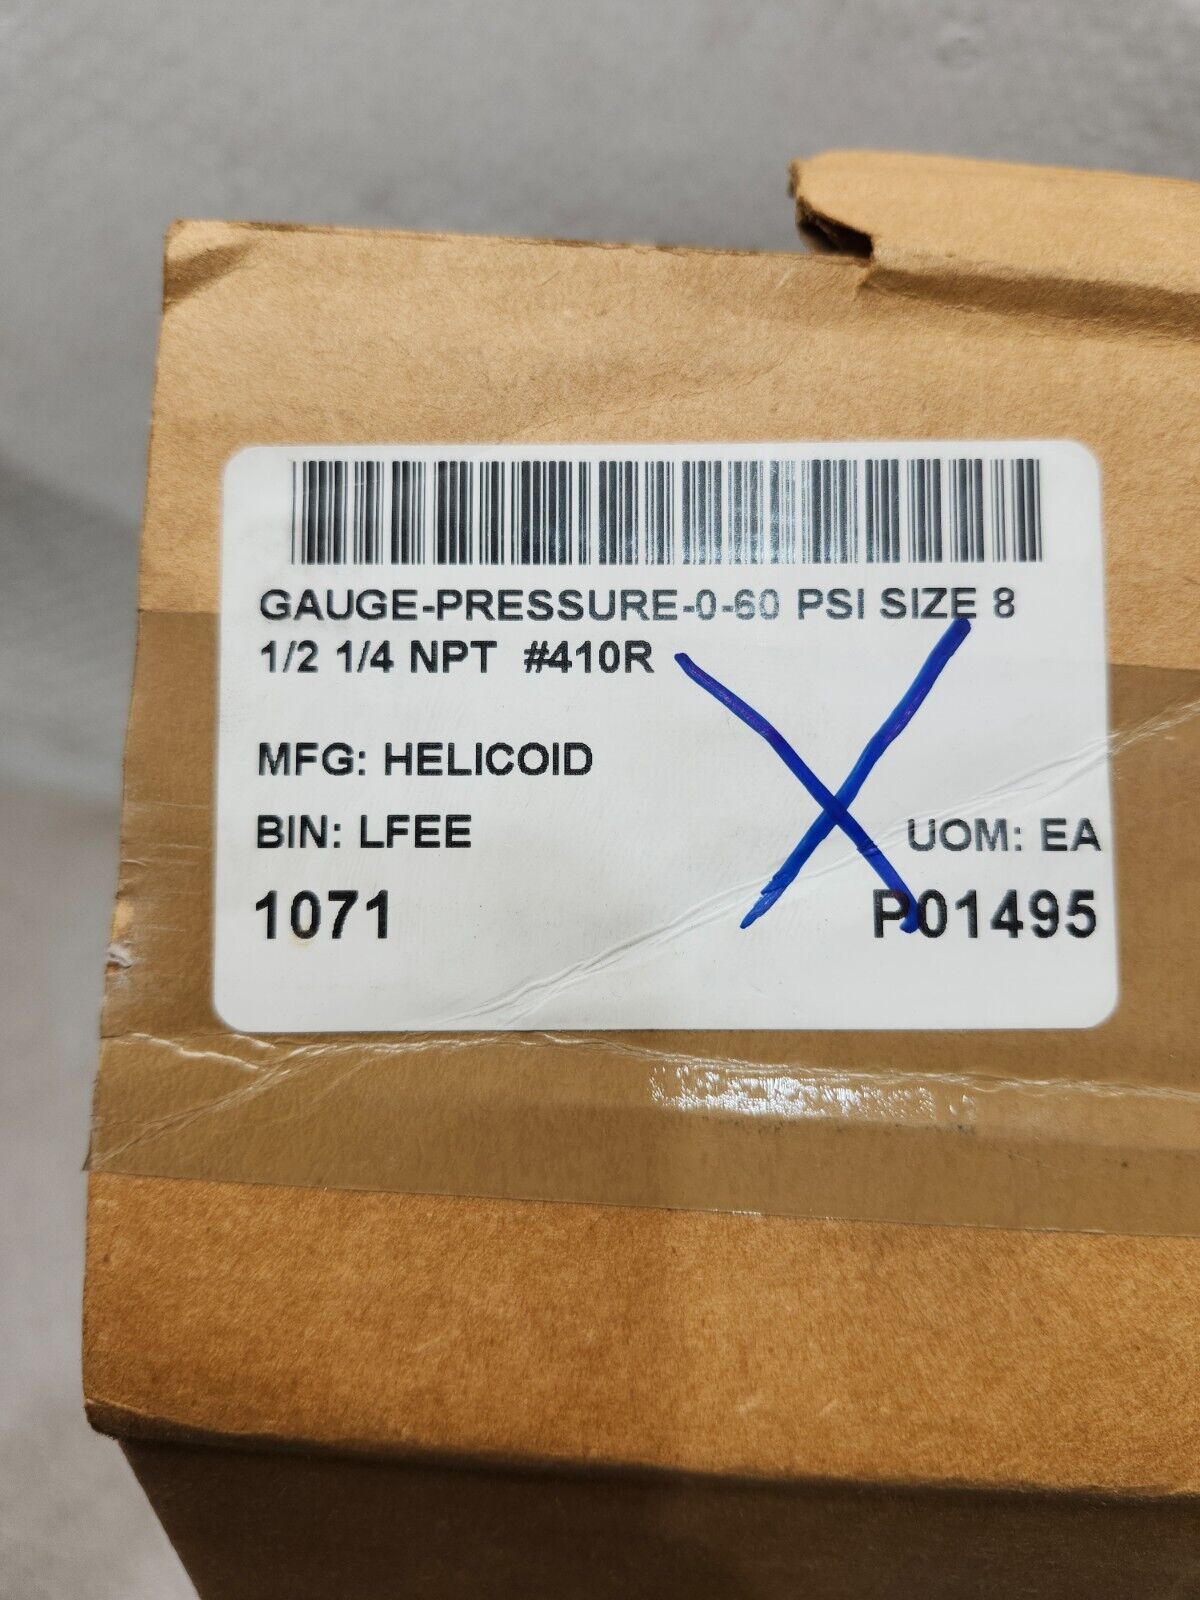 GAUGE-PRESSURE-0-60 PSI SIZE 8
1/2 1/4 NPT #410R
MFG: HELICOID
BIN: LFEE
UOM: EA
1071
P01495